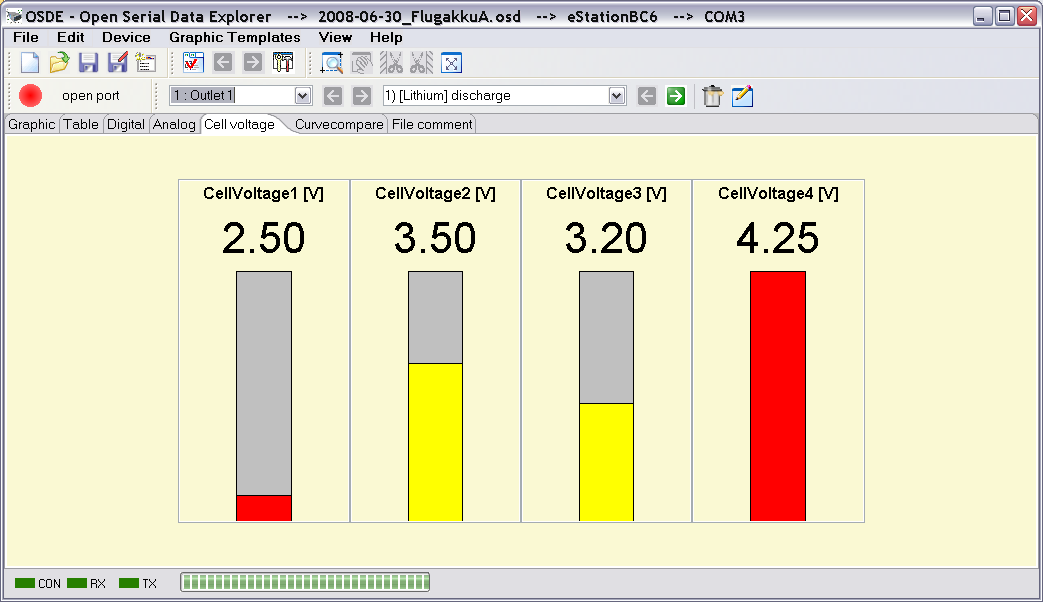 OSDE - Open Serial Data Explorer --> 2008-06-30_FlugakkuA.osd --> eStationBC6 --> COM3
File Edit Device Graphic Templates View Help
open port 1 : Outlet1 1) [Lithium] discharge
Graphic Table Digital Analog Cell voltage Curvecompare File comment
CellVoltage1 [V] CellVoltage2 [V] CellVoltage3 [V] CellVoltage4 [V]
2.50 3.50 3.20 4.25
CON RX TX